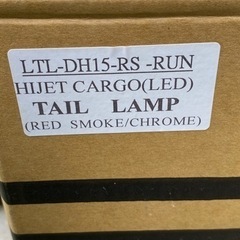 LTL-DH15-RS -RUN
HIJET CARGO(LED)
TAIL LAMP
(RED SMOKE/CHROME)